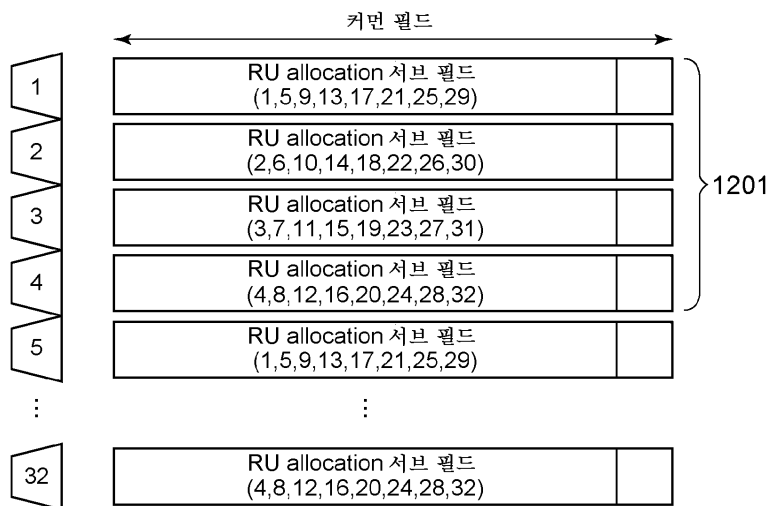 커먼 필드
1
RU allocation 서브 필드
(1,5,9,13,17,21,25,29)
2
RU allocation 서브 필드
(2,6,10,14,18,22,26,30)
3
RU allocation 서브 필드
(3,7,11,15,19,23,27,31)
4
RU allocation 서브 필드
(4,8,12,16,20,24,28,32)
1201
5
RU allocation 서브 필드
(1,5,9,13,17,21,25,29)
⋮ ⋮
32
RU allocation 서브 필드
(4,8,12,16,20,24,28,32)